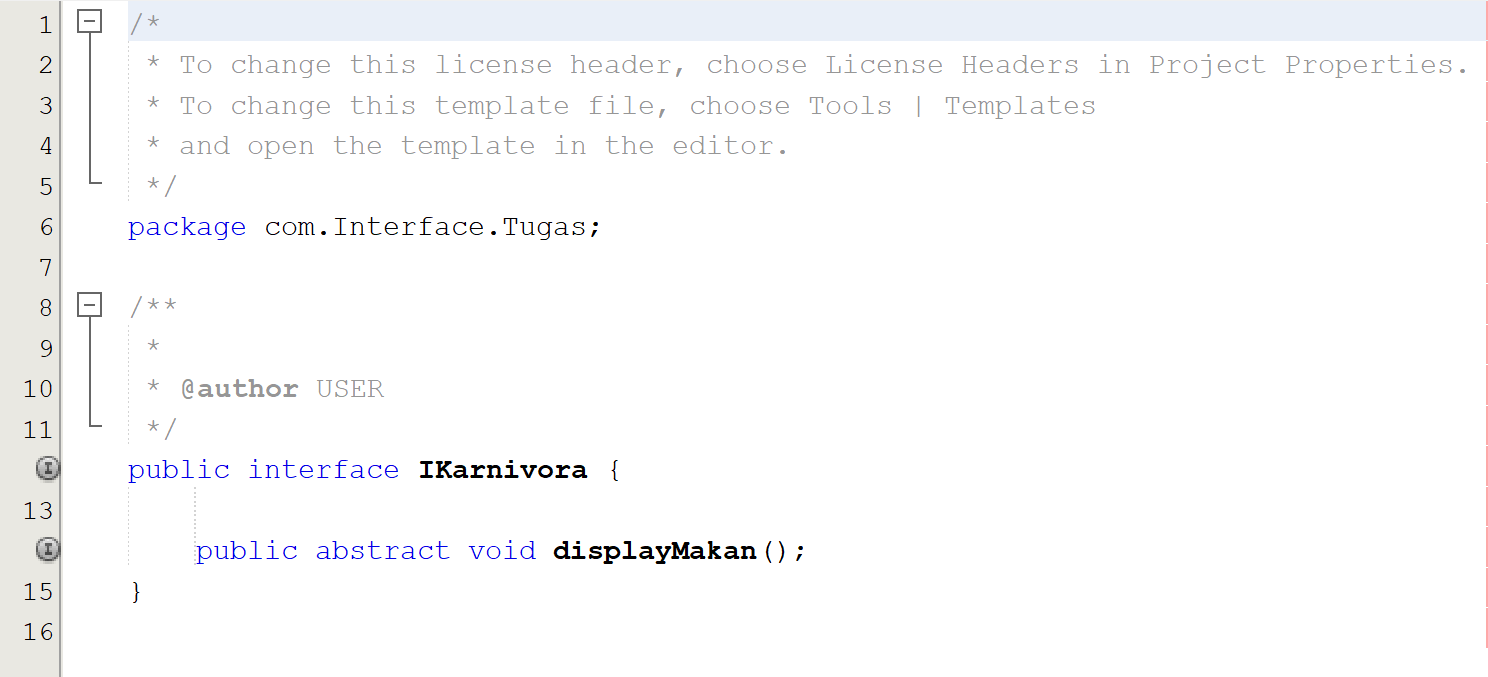 1 /*
2 * To change this license header, choose License Headers in Project Properties.
3 * To change this template file, choose Tools | Templates
4 * and open the template in the editor.
5 */
6 package com.Interface.Tugas;
7
8 /**
9 *
10 * @author USER
11 */
public interface IKarnivora {
13
public abstract void displayMakan();
15 }
16